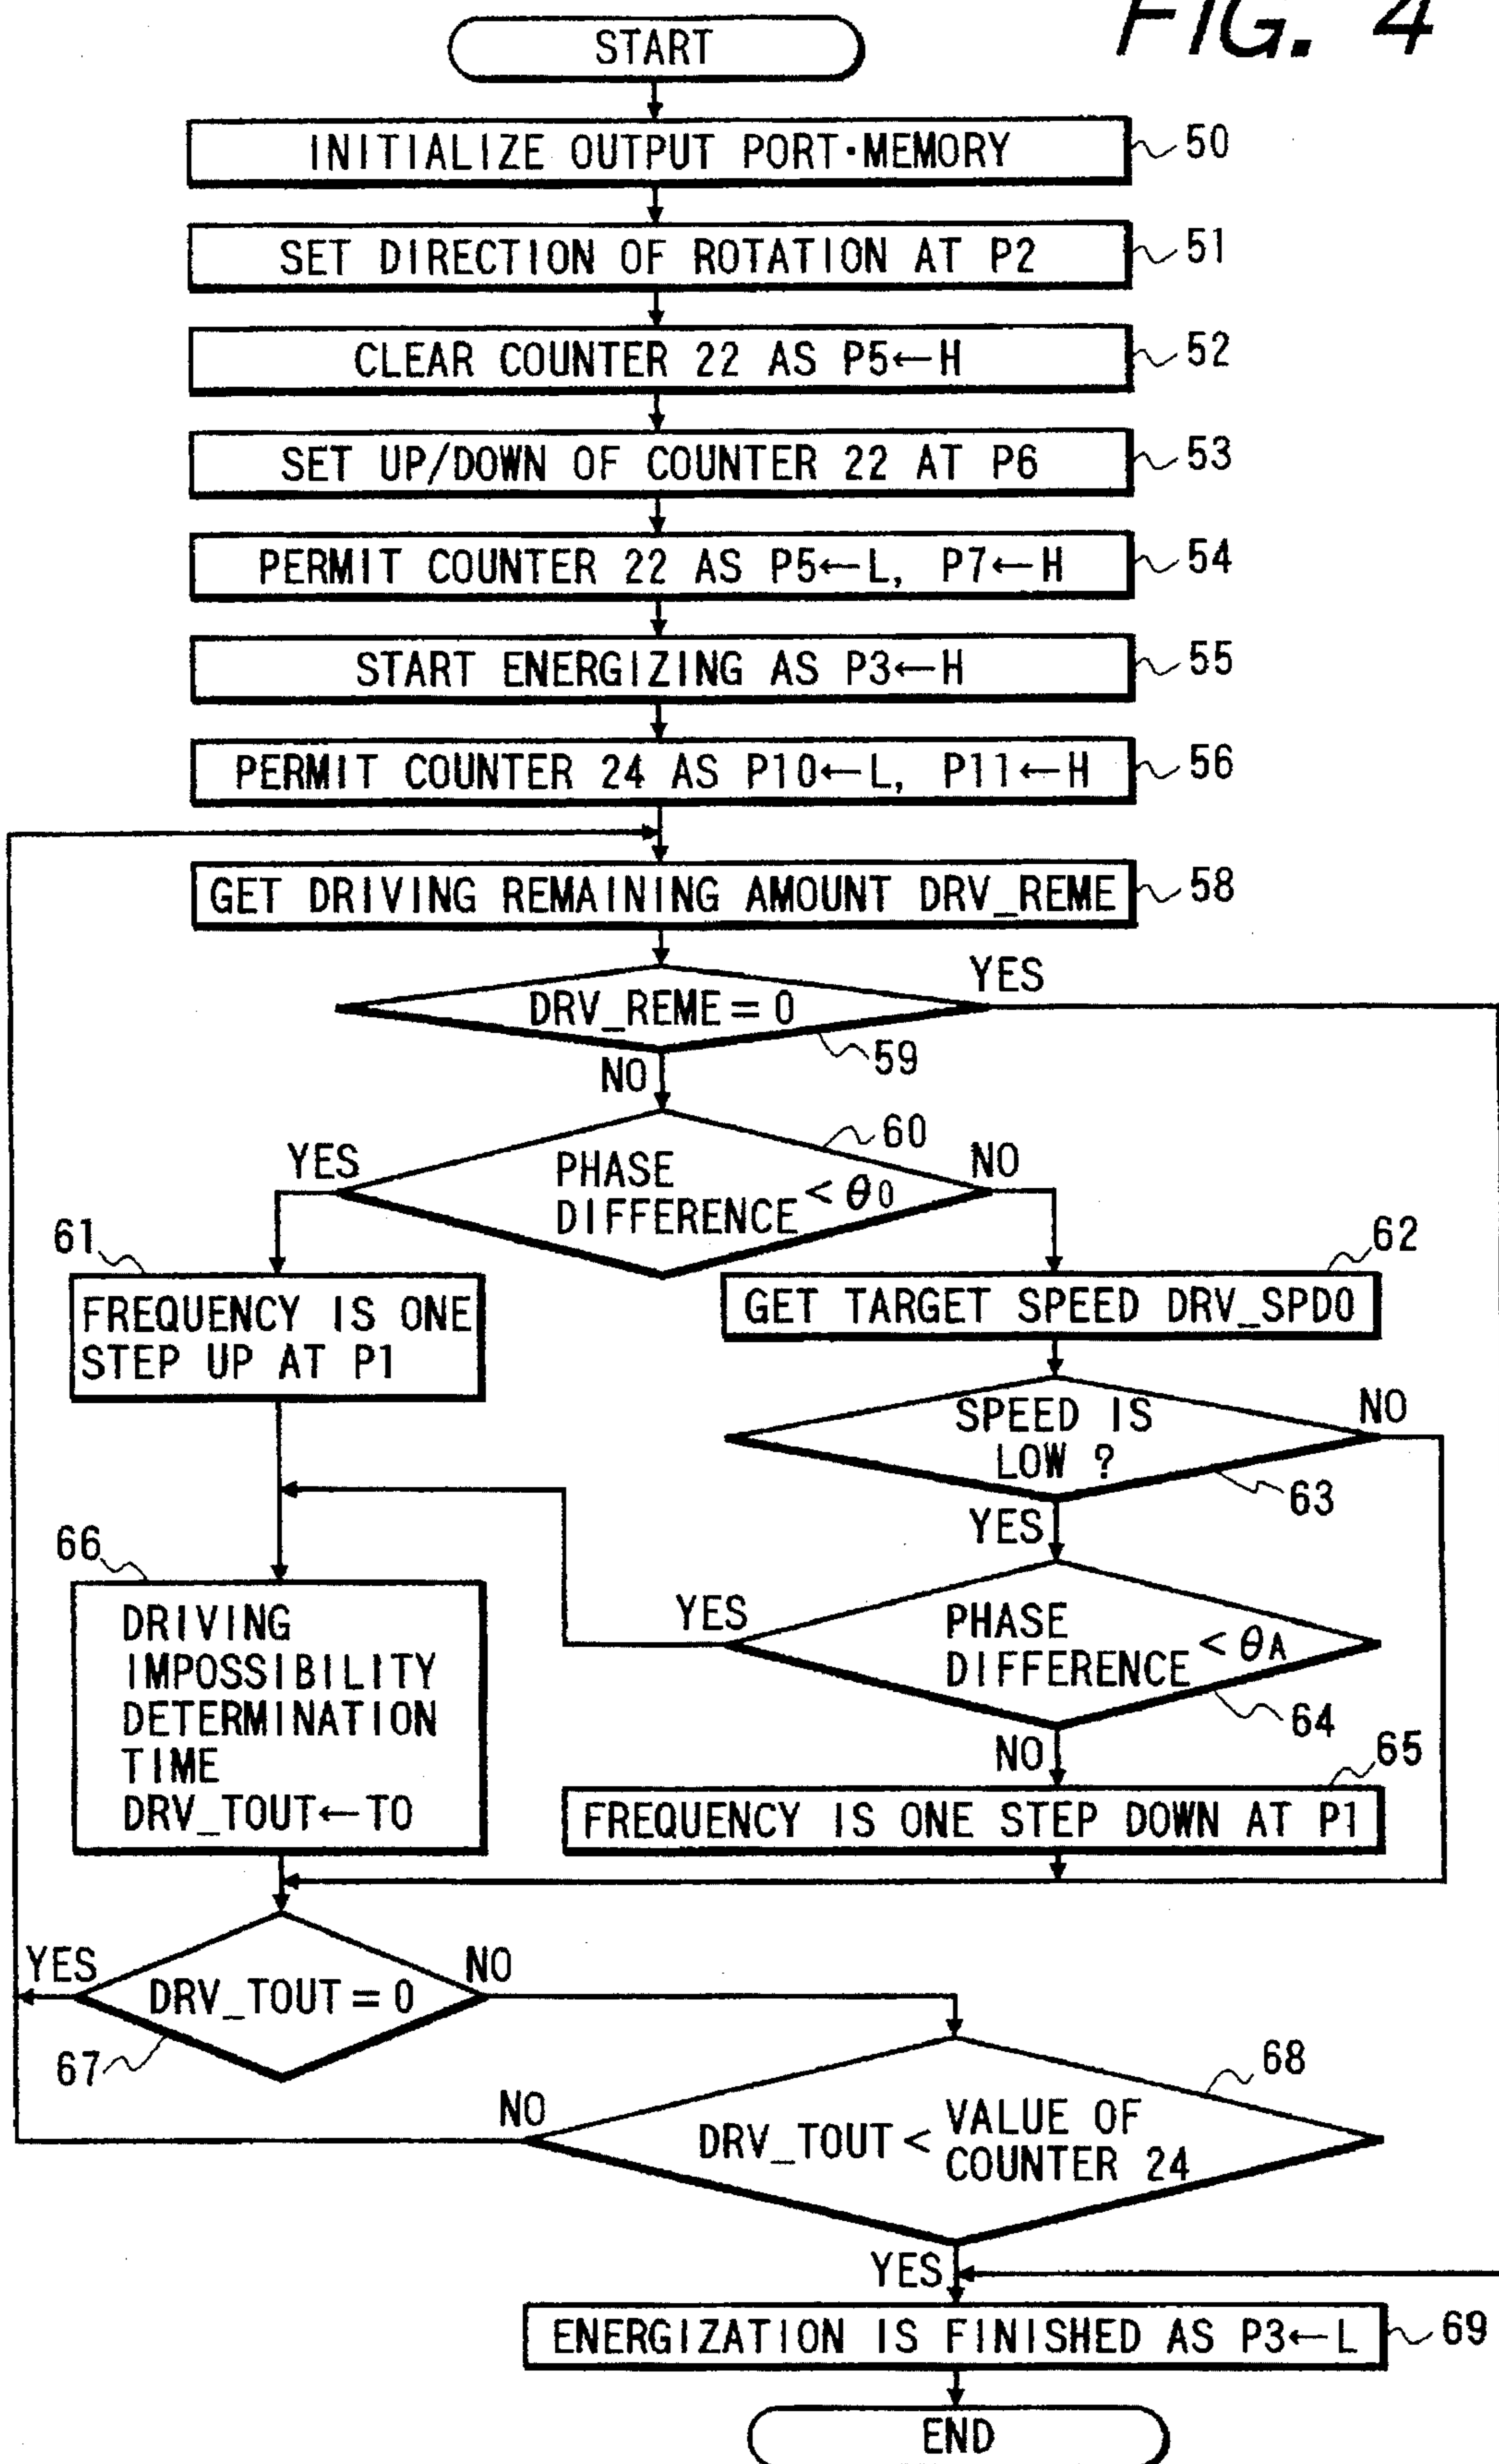 FIG. 4
START
INITIALIZE OUTPUT PORT·MEMORY
50
SET DIRECTION OF ROTATION AT P2
51
CLEAR COUNTER 22 AS P5←H
52
SET UP/DOWN OF COUNTER 22 AT P6
53
PERMIT COUNTER 22 AS P5←L, P7←H
54
START ENERGIZING AS P3←H
55
PERMIT COUNTER 24 AS P10←L, P11←H
56
GET DRIVING REMAINING AMOUNT DRV_REME
58
YES
DRV_REME = 0
59
NO
60
YES
NO
PHASE
DIFFERENCE < θ0
61
62
FREQUENCY IS ONE
STEP UP AT P1
GET TARGET SPEED DRV_SPD0
SPEED IS
LOW ?
NO
63
YES
66
YES
PHASE
DIFFERENCE < θA
64
DRIVING
IMPOSSIBILITY
DETERMINATION
TIME
DRV_TOUT←TO
NO
65
FREQUENCY IS ONE STEP DOWN AT P1
YES
NO
DRV_TOUT = 0
67
68
NO
DRV_TOUT < VALUE OF
COUNTER 24
YES
ENERGIZATION IS FINISHED AS P3←L
69
END